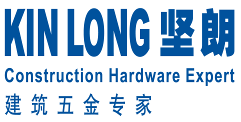 KIN LONG 坚朗
Construction Hardware Expert
建筑五金专家